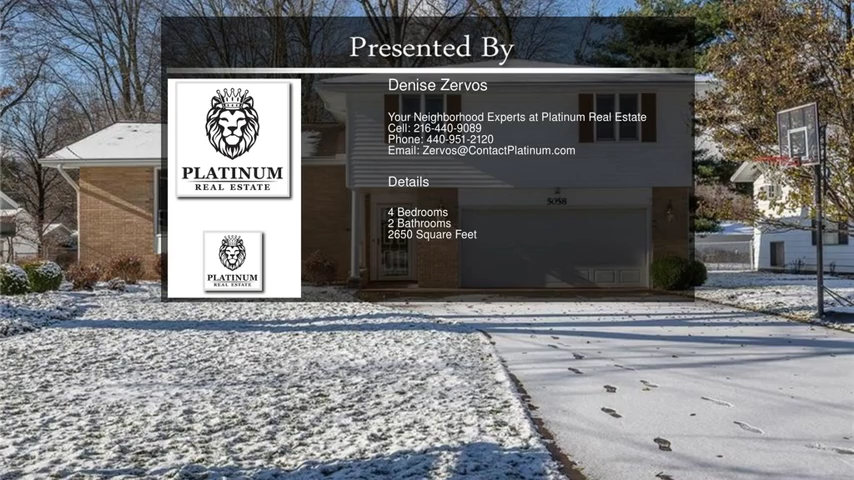 Presented By
PLATINUM
REAL ESTATE
PLATINUM
REAL ESTATE
Denise Zervos
Your Neighborhood Experts at Platinum Real Estate
Cell: 216-440-9089
Phone: 440-951-2120
Email: Zervos@ContactPlatinum.com
Details
4 Bedrooms
2 Bathrooms
2650 Square Feet
5058